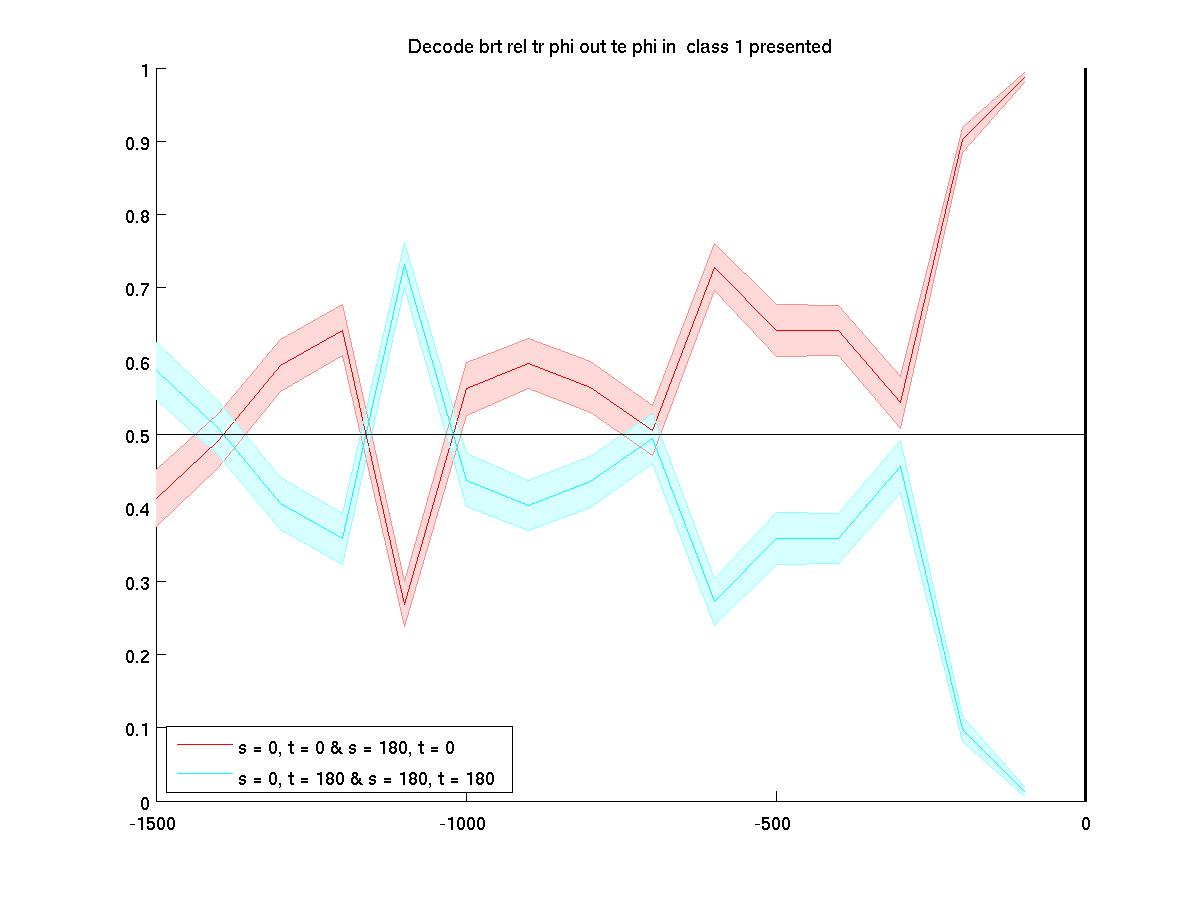 Decode brt rel tr phi out te phi in class 1 presented
1
0.9
0.8
0.7
0.6
0.5
0.4
0.3
0.2
0.1
0
s = 0, t = 0 & s = 180, t = 0
s = 0, t = 180 & s = 180, t = 180
-1500 -1000 -500 0